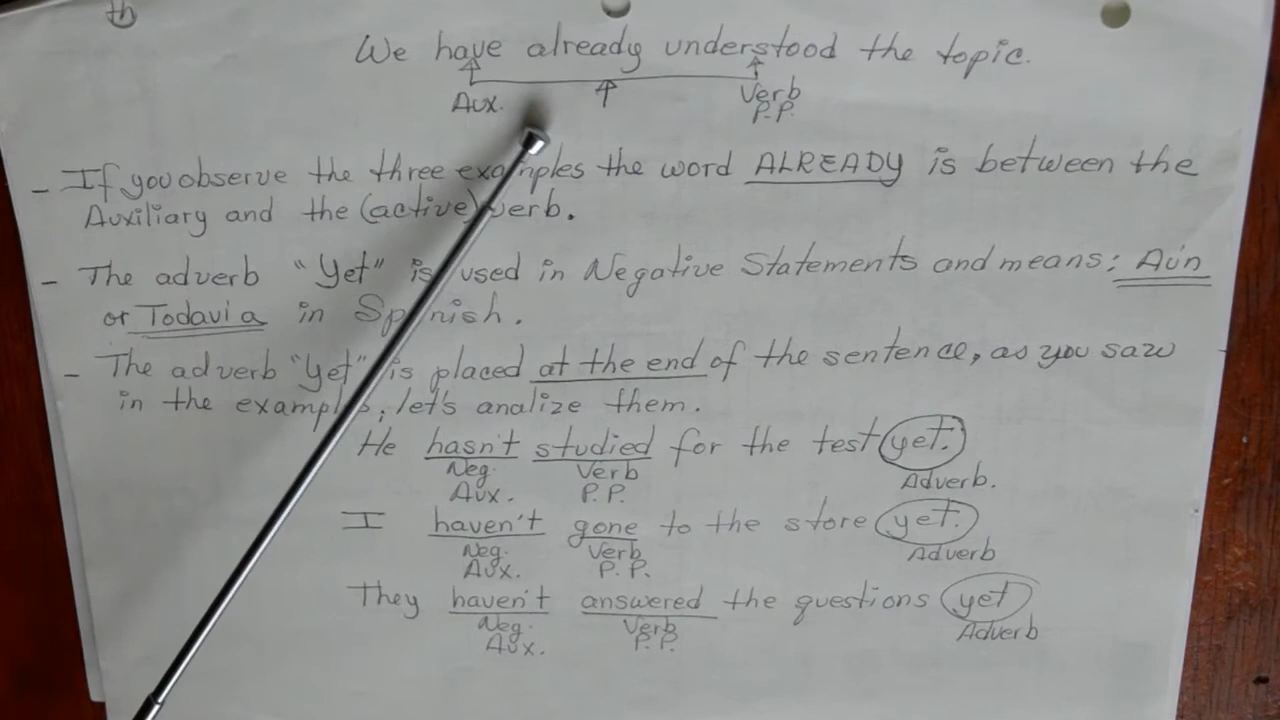 th
We have already understood the topic.
Aux. Verb
P.P.
- If you observe the three examples the word ALREADY is between the
Auxiliary and the (active) verb.
- The adverb "Yet" is used in Negative Statements and means: Aún
or Todavia in Spanish.
- The adverb "Yet" is placed at the end of the sentence, as you saw
in the examples, let's analize them.
He hasn't studied for the test yet.
Neg. Verb Adverb.
Aux. P.P.
I haven't gone to the store yet.
Neg. Verb Adverb
Aux. P.P.
They haven't answered the questions yet
Neg. Verb Adverb
Aux. P.P.